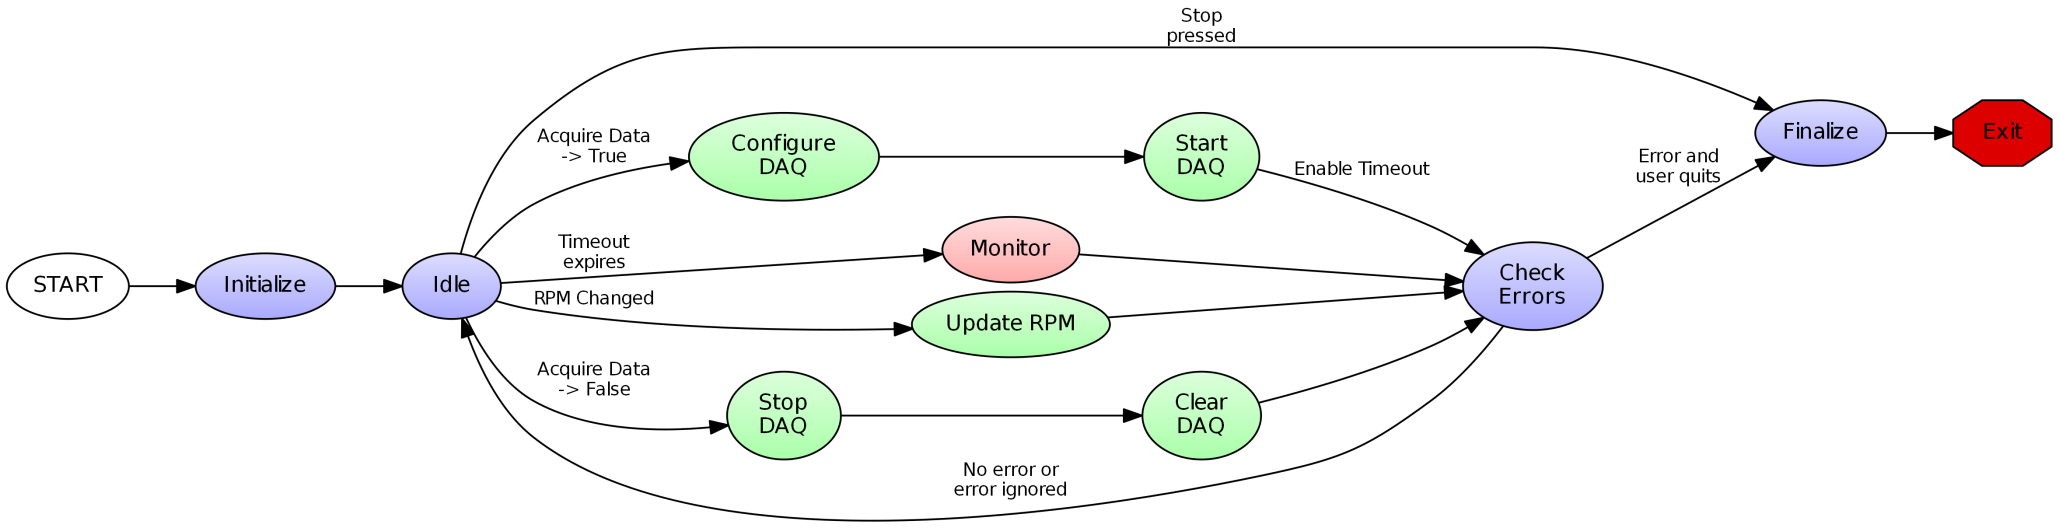 Stop
pressed
Acquire Data
-> True
Configure
DAQ
Start
DAQ
Enable Timeout
Error and
user quits
Finalize
Exit
START
Initialize
Idle
Timeout
expires
Monitor
RPM Changed
Update RPM
Check
Errors
Acquire Data
-> False
Stop
DAQ
Clear
DAQ
No error or
error ignored